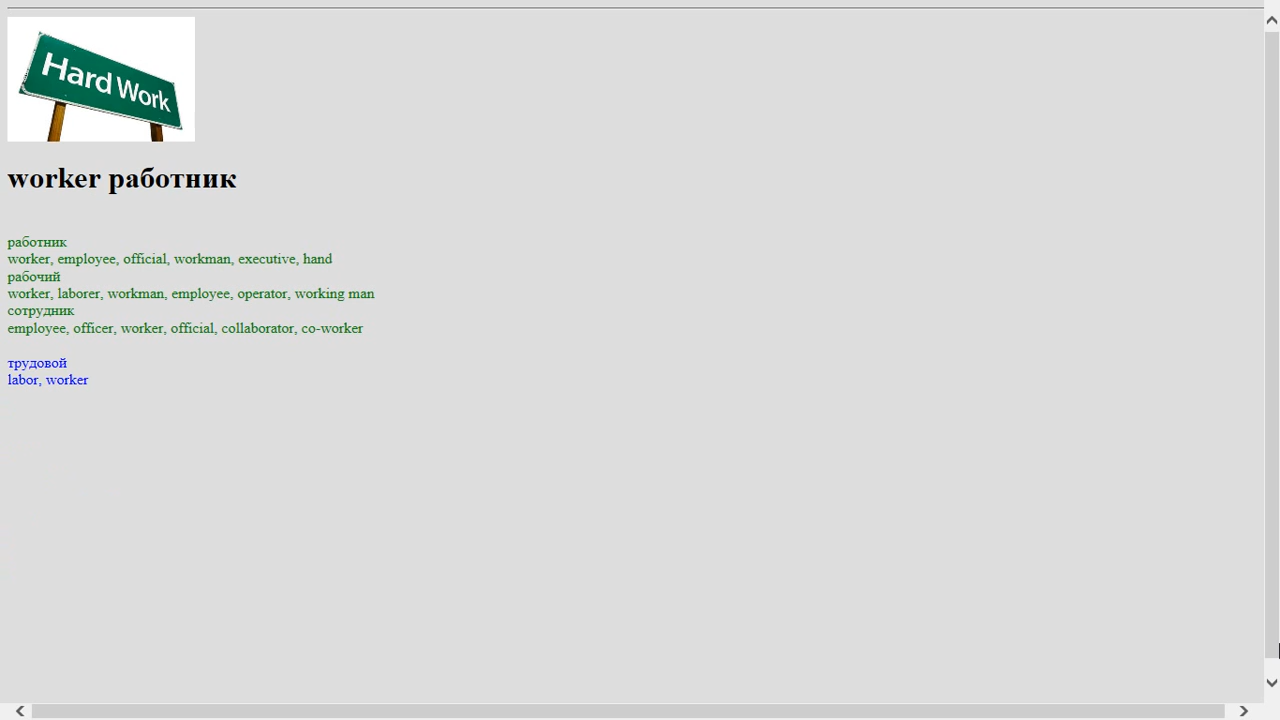 Hard Work
worker работник
работник
worker, employee, official, workman, executive, hand
рабочий
worker, laborer, workman, employee, operator, working man
сотрудник
employee, officer, worker, official, collaborator, co-worker
трудовой
labor, worker